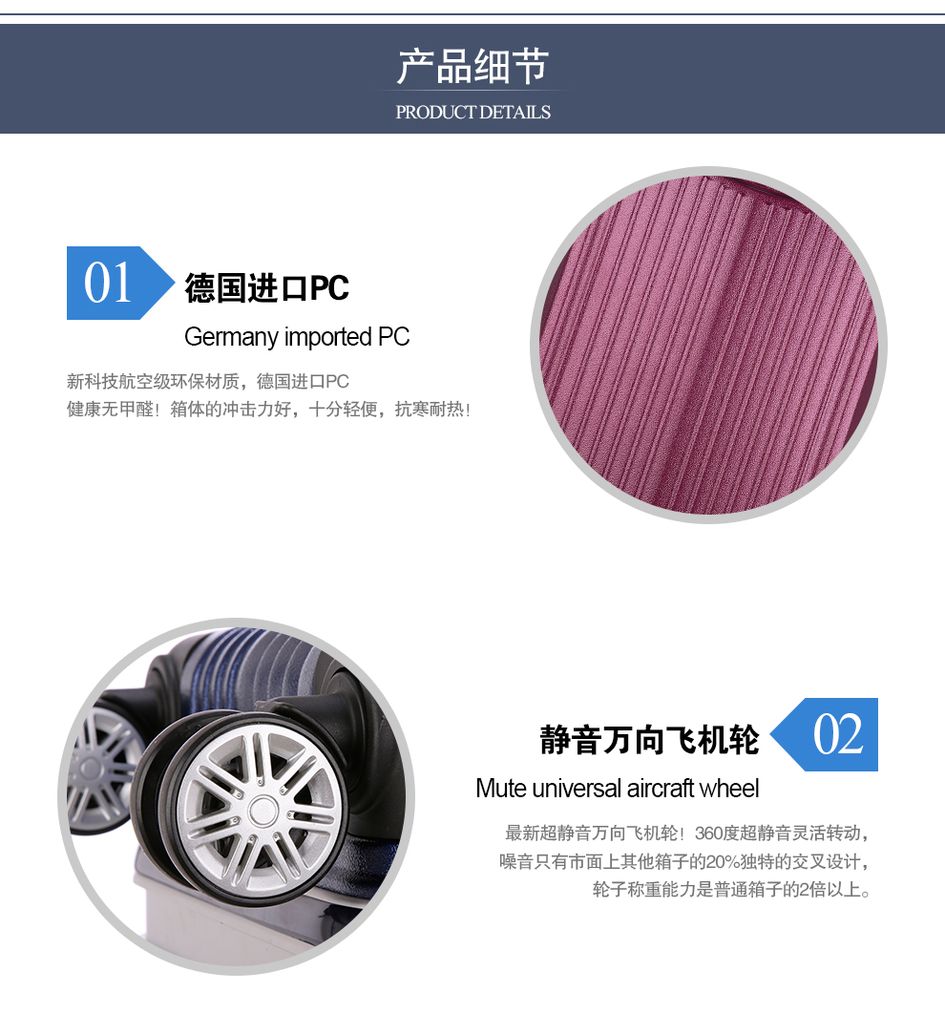 产品细节
PRODUCT DETAILS
01
德国进口PC
Germany imported PC
新科技航空级环保材质，德国进口PC
健康无甲醛！箱体的冲击力好，十分轻便，抗寒耐热！
02
静音万向飞机轮
Mute universal aircraft wheel
最新超静音万向飞机轮！360度超静音灵活转动，
噪音只有市面上其他箱子的20%独特的交叉设计，
轮子称重能力是普通箱子的2倍以上。